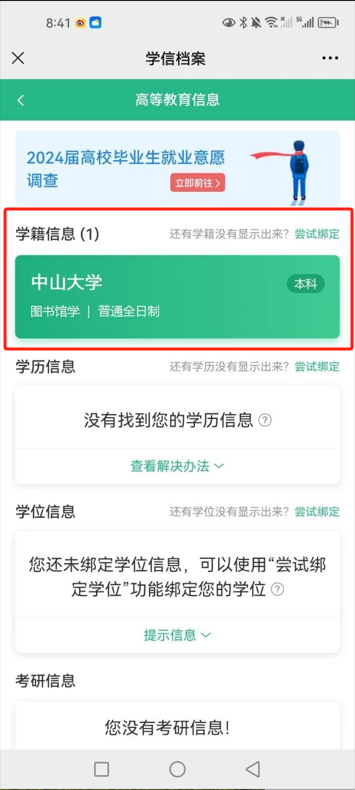 8:41
学信档案
高等教育信息
2024届高校毕业生就业意愿
调查
立即前往
学籍信息 (1)
还有学籍没有显示出来？尝试绑定
中山大学
本科
图书馆学 | 普通全日制
学历信息
还有学历没有显示出来？尝试绑定
没有找到您的学历信息
查看解决办法
学位信息
还有学位没有显示出来？尝试绑定
您还未绑定学位信息，可以使用“尝试绑
定学位”功能绑定您的学位
提示信息
考研信息
您没有考研信息！